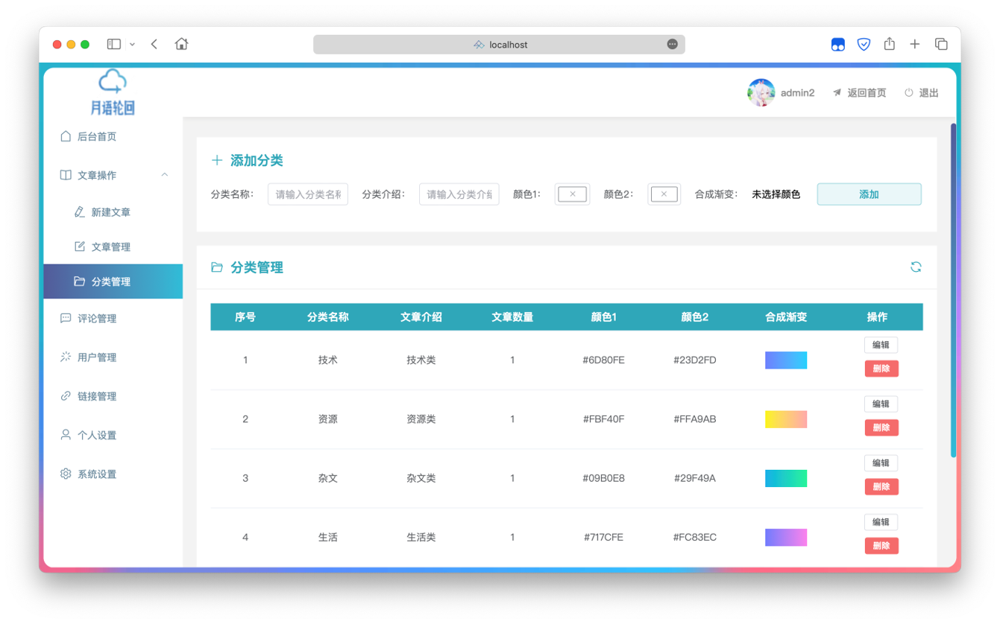 localhost
月语轮回
admin2 返回首页 退出
后台首页
文章操作
新建文章
文章管理
分类管理
评论管理
用户管理
链接管理
个人设置
系统设置
添加分类
分类名称: 请输入分类名称 分类介绍: 请输入分类介绍 颜色1: 颜色2: 合成渐变: 未选择颜色 添加
分类管理
序号 分类名称 文章介绍 文章数量 颜色1 颜色2 合成渐变 操作
1 技术 技术类 1 #6D80FE #23D2FD 编辑 删除
2 资源 资源类 1 #FBF40F #FFA9AB 编辑 删除
3 杂文 杂文类 1 #09B0E8 #29F49A 编辑 删除
4 生活 生活类 1 #717CFE #FC83EC 编辑 删除